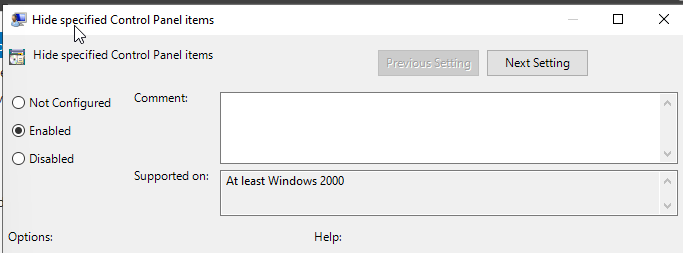 Hide specified Control Panel items
Hide specified Control Panel items
Previous Setting
Next Setting
Not Configured
Comment:
Enabled
Disabled
Supported on:
At least Windows 2000
Options:
Help: